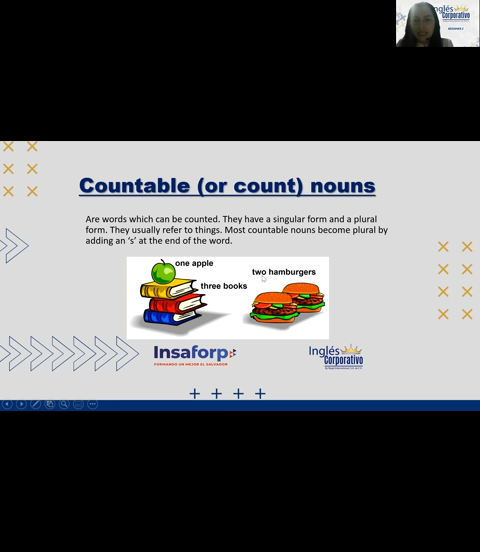 nglés
Corporativo
Countable (or count) nouns
Are words which can be counted. They have a singular form and a plural
form. They usually refer to things. Most countable nouns become plural by
adding an ‘s’ at the end of the word.
one apple
two hamburgers
three books
Insaforp
FORMANDO UN MEJOR EL SALVADOR
Inglés
Corporativo